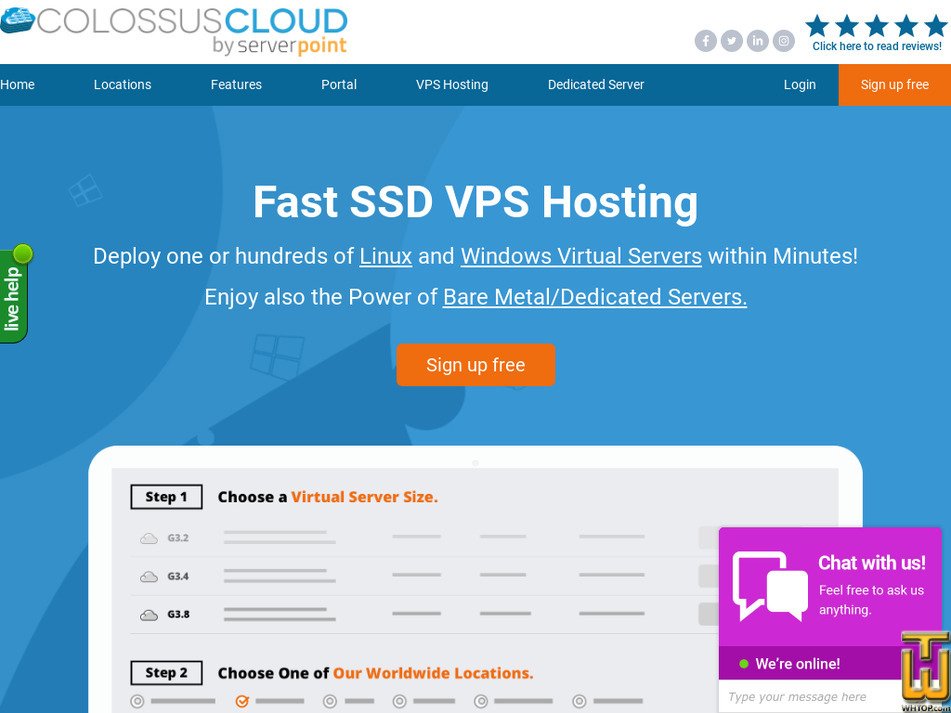 COLOSSUSCLOUD
by serverpoint
Click here to read reviews!
Home Locations Features Portal VPS Hosting Dedicated Server Login Sign up free
Fast SSD VPS Hosting
Deploy one or hundreds of Linux and Windows Virtual Servers within Minutes!
Enjoy also the Power of Bare Metal/Dedicated Servers.
live help
Sign up free
Step 1 Choose a Virtual Server Size.
G3.2
G3.4
G3.8
Step 2 Choose One of Our Worldwide Locations.
Chat with us!
Feel free to ask us
anything.
We're online!
Type your message here
WHTOP.com